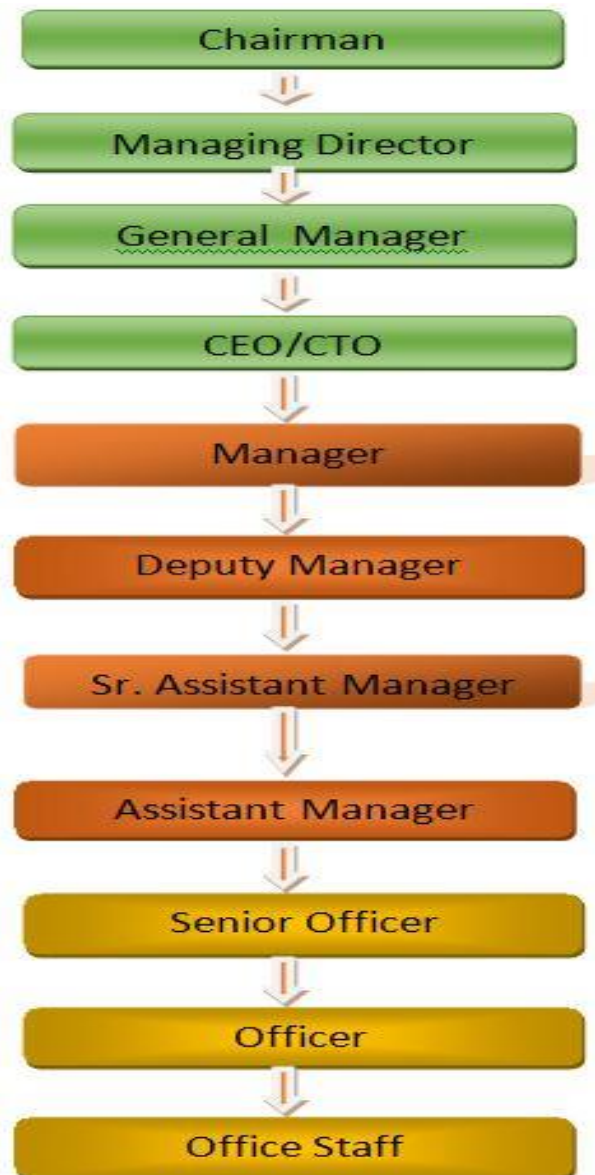 Chairman
Managing Director
General Manager
CEO/CTO
Manager
Deputy Manager
Sr. Assistant Manager
Assistant Manager
Senior Officer
Officer
Office Staff